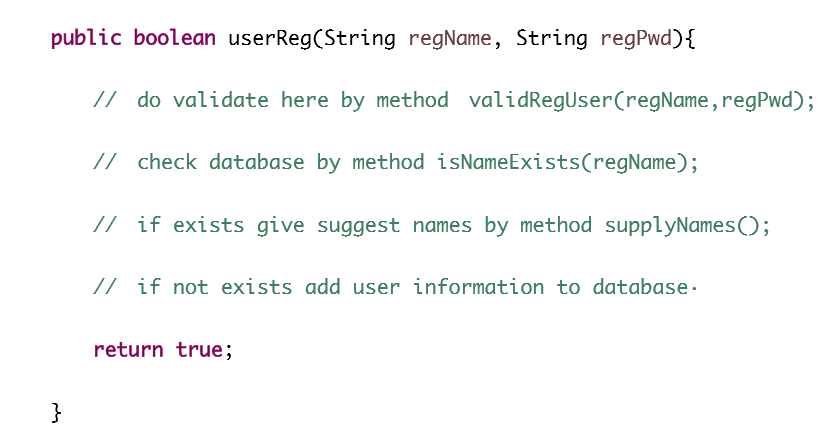 public boolean userReg(String regName, String regPwd){
// do validate here by method validRegUser(regName,regPwd);
// check database by method isNameExists(regName);
// if exists give suggest names by method supplyNames();
// if not exists add user information to database·
return true;
}